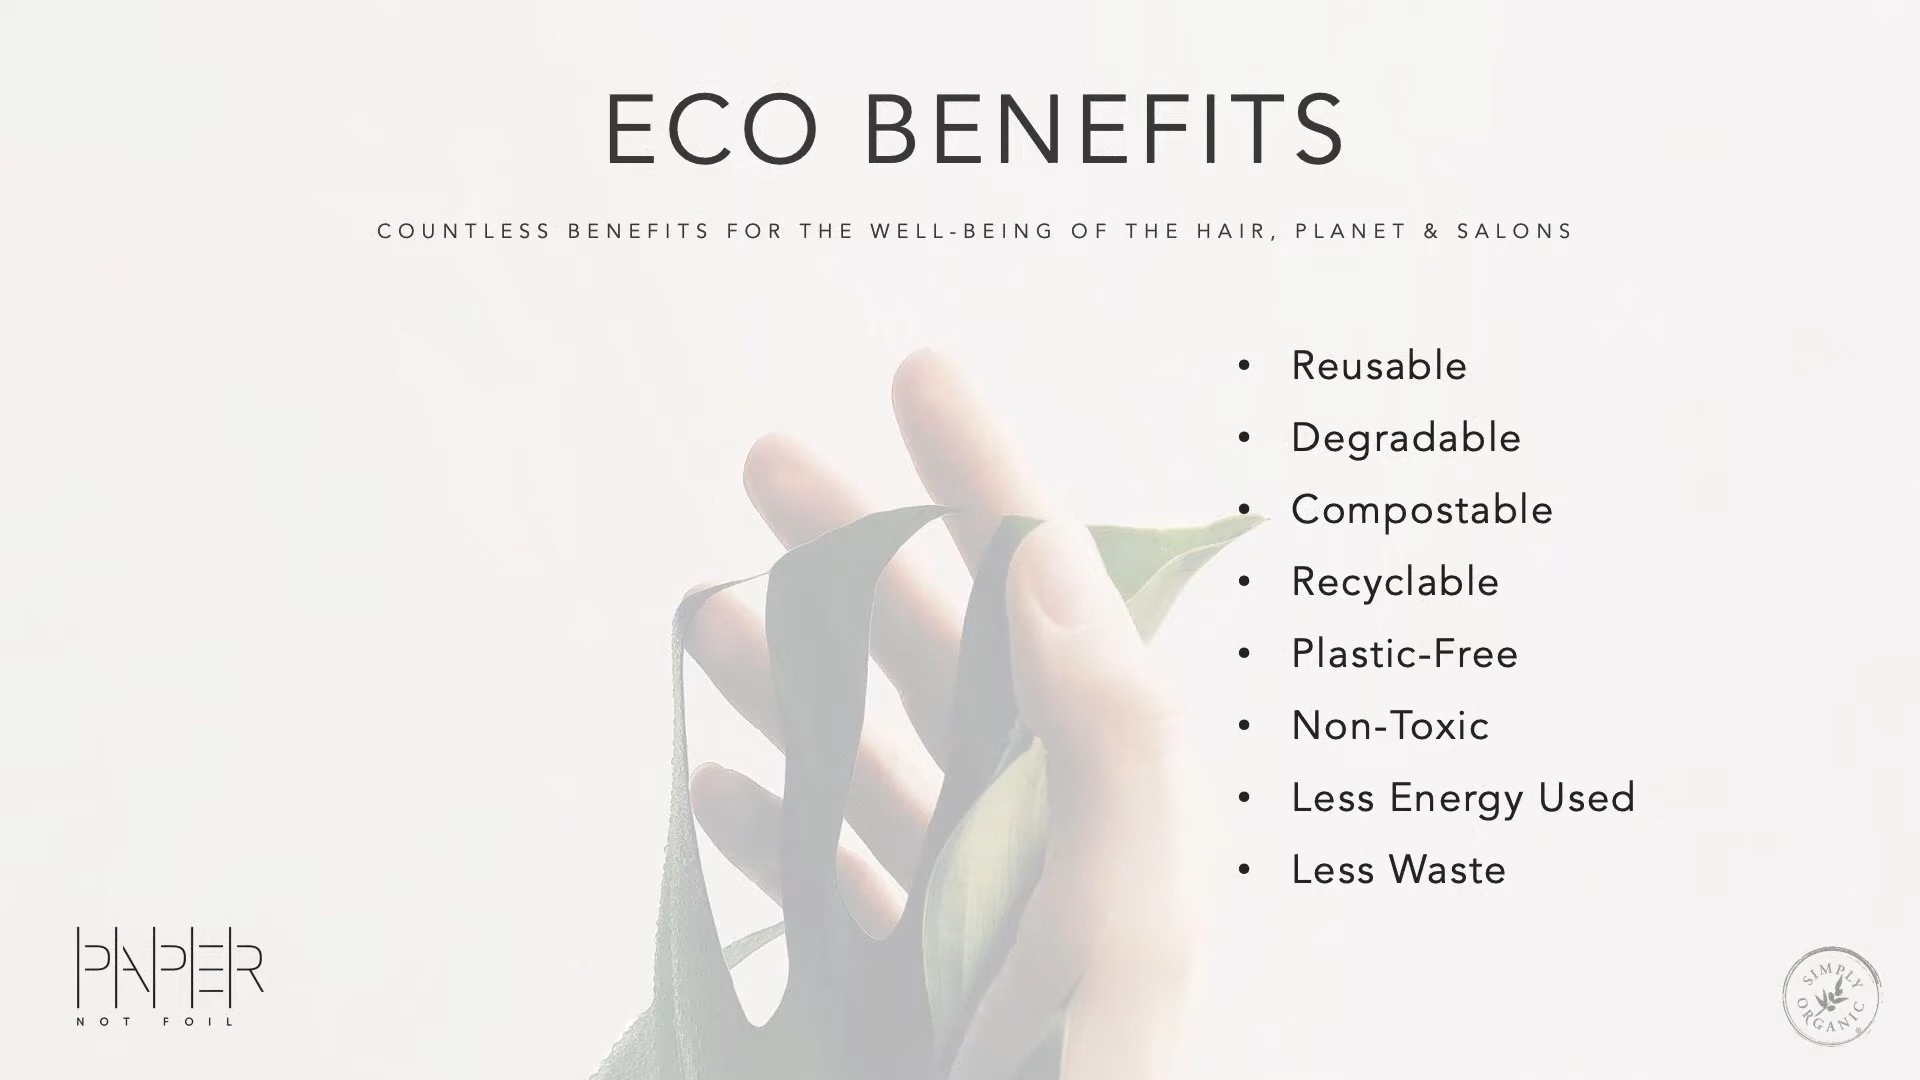 ECO BENEFITS
COUNTLESS BENEFITS FOR THE WELL-BEING OF THE HAIR, PLANET & SALONS
• Reusable
• Degradable
• Compostable
• Recyclable
• Plastic-Free
• Non-Toxic
• Less Energy Used
• Less Waste
PAPER
NOT FOIL
SIMPLY
ORGANIC